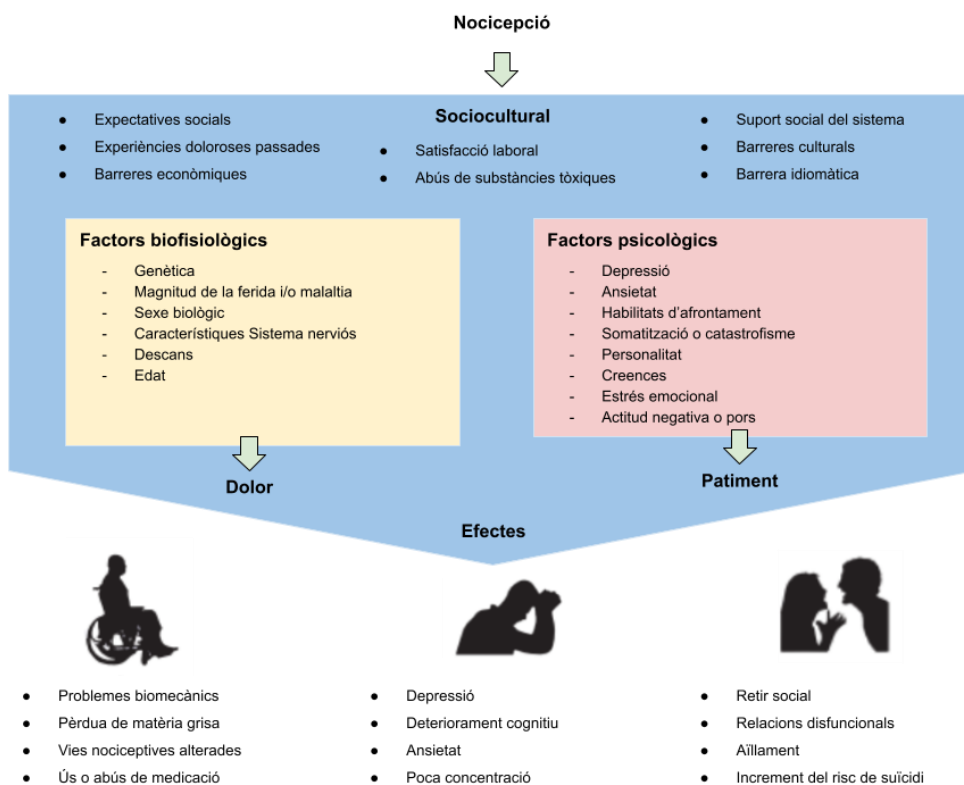 Nocicepció
Sociocultural
● Expectatives socials
● Experiències doloroses passades
● Barreres econòmiques
● Satisfacció laboral
● Abús de substàncies tòxiques
● Suport social del sistema
● Barreres culturals
● Barrera idiomàtica
Factors biofisiològics
- Genètica
- Magnitud de la ferida i/o malaltia
- Sexe biològic
- Característiques Sistema nerviós
- Descans
- Edat
Dolor
Factors psicològics
- Depressió
- Ansietat
- Habilitats d’afrontament
- Somatització o catastrofisme
- Personalitat
- Creences
- Estrés emocional
- Actitud negativa o pors
Patiment
Efectes
● Problemes biomecànics
● Pèrdua de matèria grisa
● Vies nociceptives alterades
● Ús o abús de medicació
● Depressió
● Deteriorament cognitiu
● Ansietat
● Poca concentració
● Retir social
● Relacions disfuncionals
● Aïllament
● Increment del risc de suïcidi